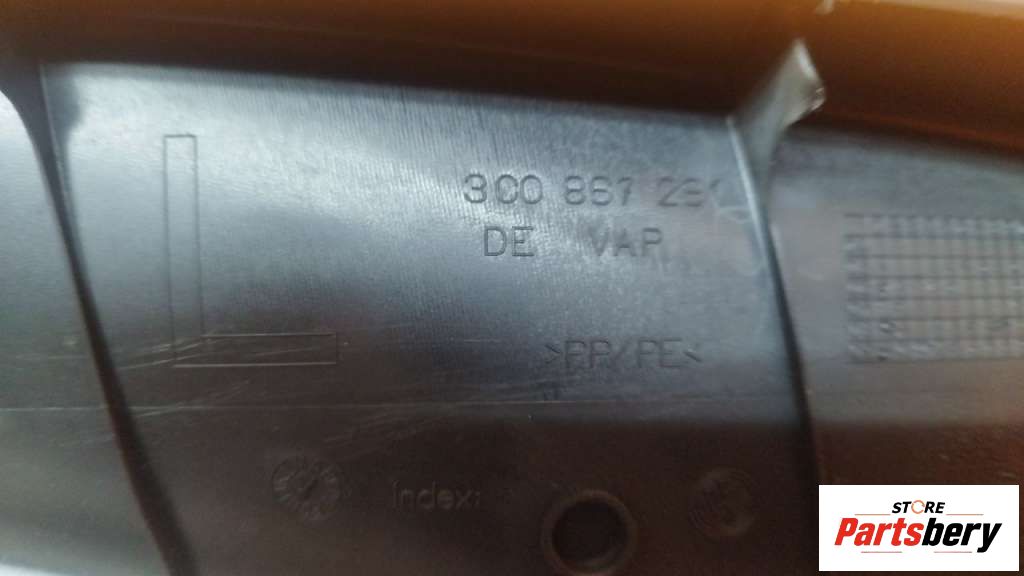 3C0 867 291
DE VAP
>PP/PE<
Index:
STORE
Partsbery